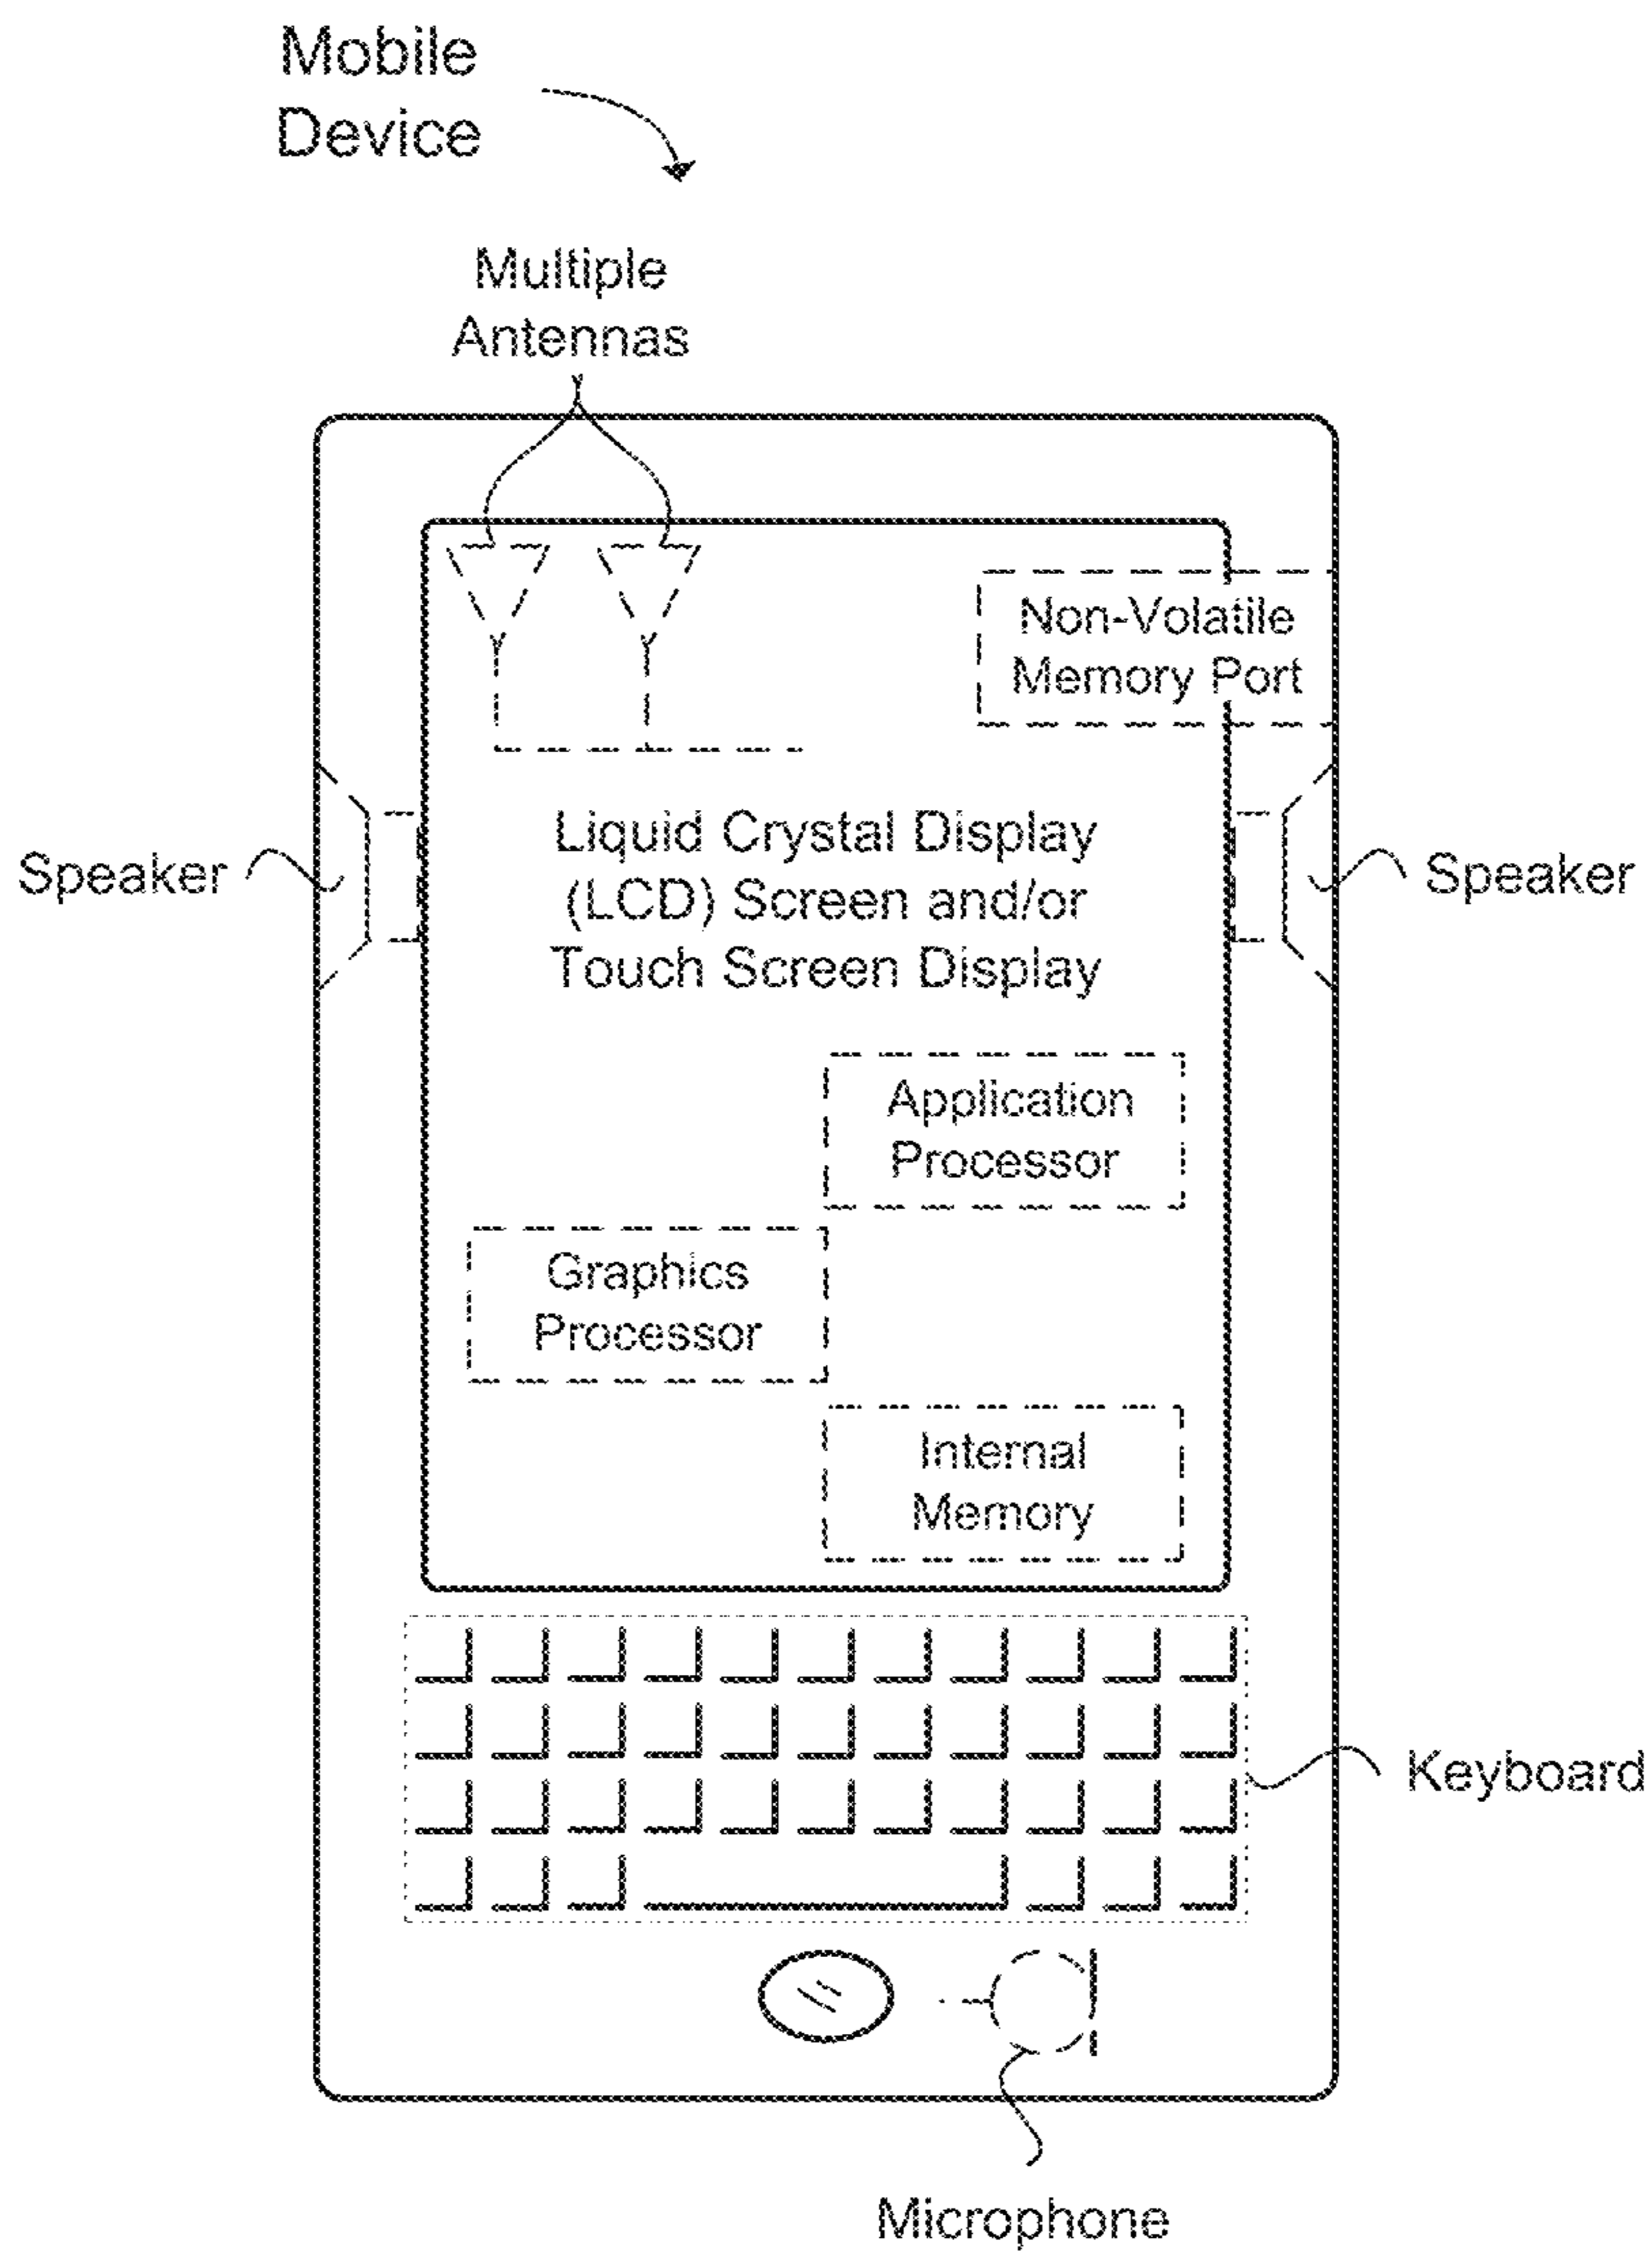 Mobile
Device
Multiple
Antennas
Non-Volatile
Memory Port
Speaker
Liquid Crystal Display
(LCD) Screen and/or
Touch Screen Display
Speaker
Application
Processor
Graphics
Processor
Internal
Memory
Keyboard
Microphone